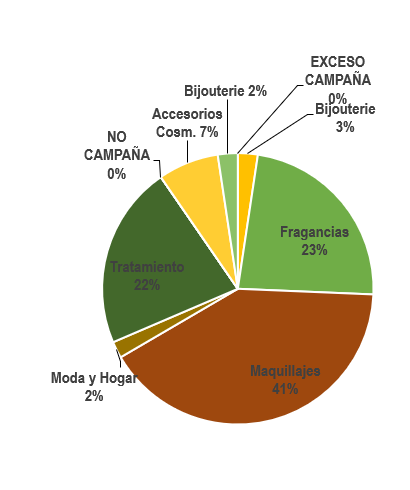 EXCESO
CAMPAÑA
0%
Bijouterie 2%
Bijouterie
3%
Accesorios
Cosm. 7%
NO
CAMPAÑA
0%
Fragancias
23%
Tratamiento
22%
Maquillajes
41%
Moda y Hogar
2%